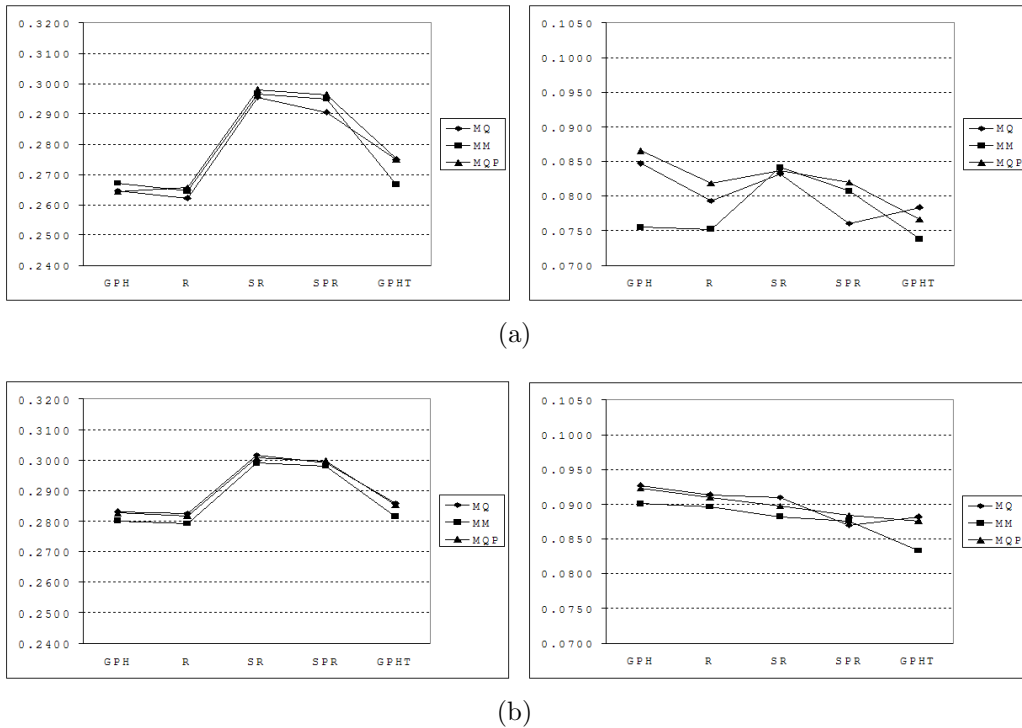 0.3200
0.3100
0.3000
0.2900
0.2800
0.2700
0.2600
0.2500
0.2400
GPH R SR SPR GPHT
MQ
MM
MQP
0.1050
0.1000
0.0950
0.0900
0.0850
0.0800
0.0750
0.0700
GPH R SR SPR GPHT
MQ
MM
MQP
(a)
0.3200
0.3100
0.3000
0.2900
0.2800
0.2700
0.2600
0.2500
0.2400
GPH R SR SPR GPHT
MQ
MM
MQP
0.1050
0.1000
0.0950
0.0900
0.0850
0.0800
0.0750
0.0700
GPH R SR SPR GPHT
MQ
MM
MQP
(b)